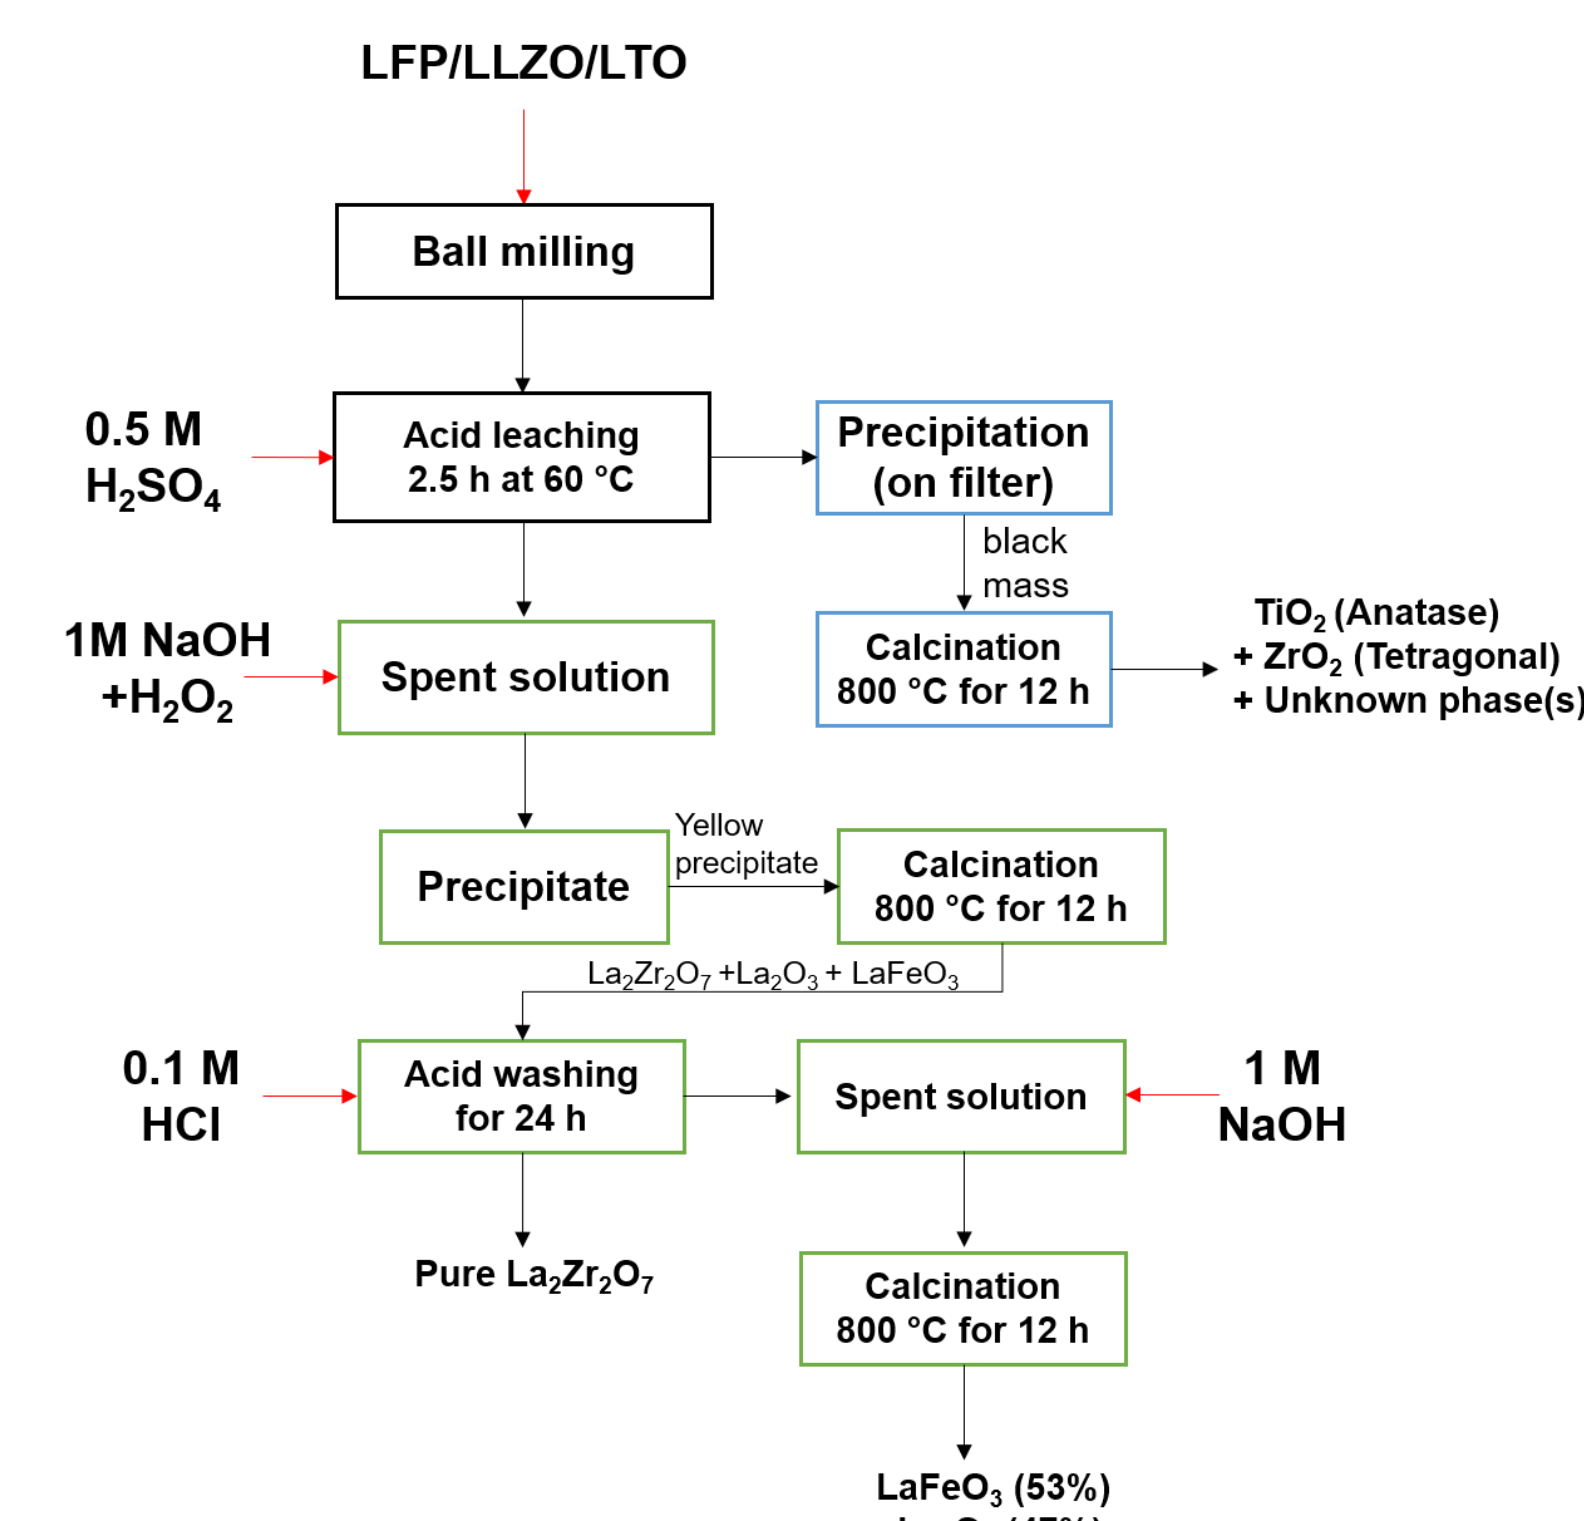 LFP/LLZO/LTO
Ball milling
0.5 M
H₂SO₄
Acid leaching
2.5 h at 60 °C
Precipitation
(on filter)
black
mass
1M NaOH
+H₂O₂
Spent solution
Calcination
800 °C for 12 h
TiO₂ (Anatase)
+ ZrO₂ (Tetragonal)
+ Unknown phase(s)
Precipitate
Yellow
precipitate
Calcination
800 °C for 12 h
La₂Zr₂O₇ +La₂O₃ + LaFeO₃
0.1 M
HCl
Acid washing
for 24 h
Spent solution
1 M
NaOH
Pure La₂Zr₂O₇
Calcination
800 °C for 12 h
LaFeO₃ (53%)